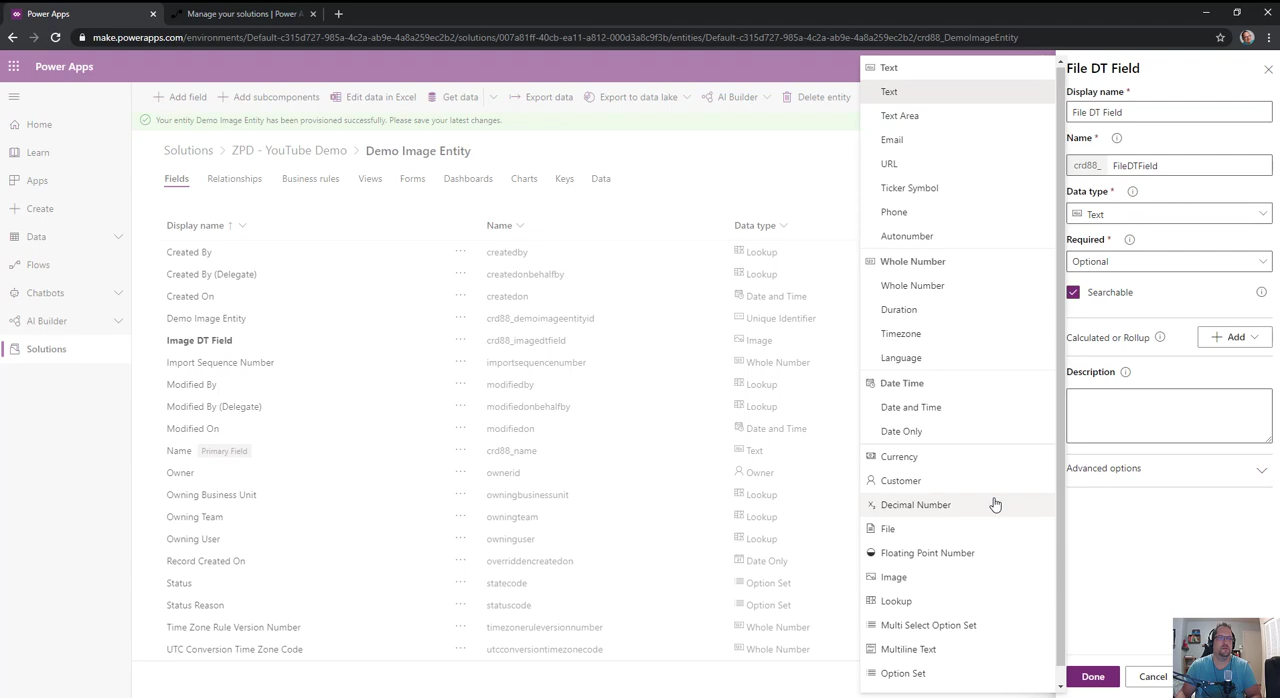 Power Apps
Manage your solutions | Power A
make.powerapps.com/environments/Default-c315d727-985a-4c2a-ab9e-4a8a259ec2b2/solutions/007a81ff-40cb-ea11-a812-000d3a8c9f3b/entities/Default-c315d727-985a-4c2a-ab9e-4a8a259ec2b2/crd88_DemoImageEntity
Power Apps
Home
Learn
Apps
Create
Data
Flows
Chatbots
AI Builder
Solutions
Add field
Add subcomponents
Edit data in Excel
Get data
Export data
Export to data lake
AI Builder
Delete entity
Your entity Demo Image Entity has been provisioned successfully. Please save your latest changes.
Solutions > ZPD - YouTube Demo > Demo Image Entity
Fields Relationships Business rules Views Forms Dashboards Charts Keys Data
Display name ↑ Name Data type
Created By ··· createdby Lookup
Created By (Delegate) ··· createdonbehalfby Lookup
Created On ··· createdon Date and Time
Demo Image Entity ··· crd88_demoimageentityid Unique Identifier
Image DT Field ··· crd88_imagedtfield Image
Import Sequence Number ··· importsequencenumber Whole Number
Modified By ··· modifiedby Lookup
Modified By (Delegate) ··· modifiedonbehalfby Lookup
Modified On ··· modifiedon Date and Time
Name Primary Field ··· crd88_name Text
Owner ··· ownerid Owner
Owning Business Unit ··· owningbusinessunit Lookup
Owning Team ··· owningteam Lookup
Owning User ··· owninguser Lookup
Record Created On ··· overriddencreatedon Date Only
Status ··· statecode Option Set
Status Reason ··· statuscode Option Set
Time Zone Rule Version Number ··· timezoneruleversionnumber Whole Number
UTC Conversion Time Zone Code ··· utcconversiontimezonecode Whole Number
Text
Text
Text Area
Email
URL
Ticker Symbol
Phone
Autonumber
Whole Number
Whole Number
Duration
Timezone
Language
Date Time
Date and Time
Date Only
Currency
Customer
Decimal Number
File
Floating Point Number
Image
Lookup
Multi Select Option Set
Multiline Text
Option Set
File DT Field
Display name *
File DT Field
Name *
crd88_ FileDTField
Data type *
Text
Required *
Optional
Searchable
Calculated or Rollup
Add
Description
Advanced options
Done Cancel